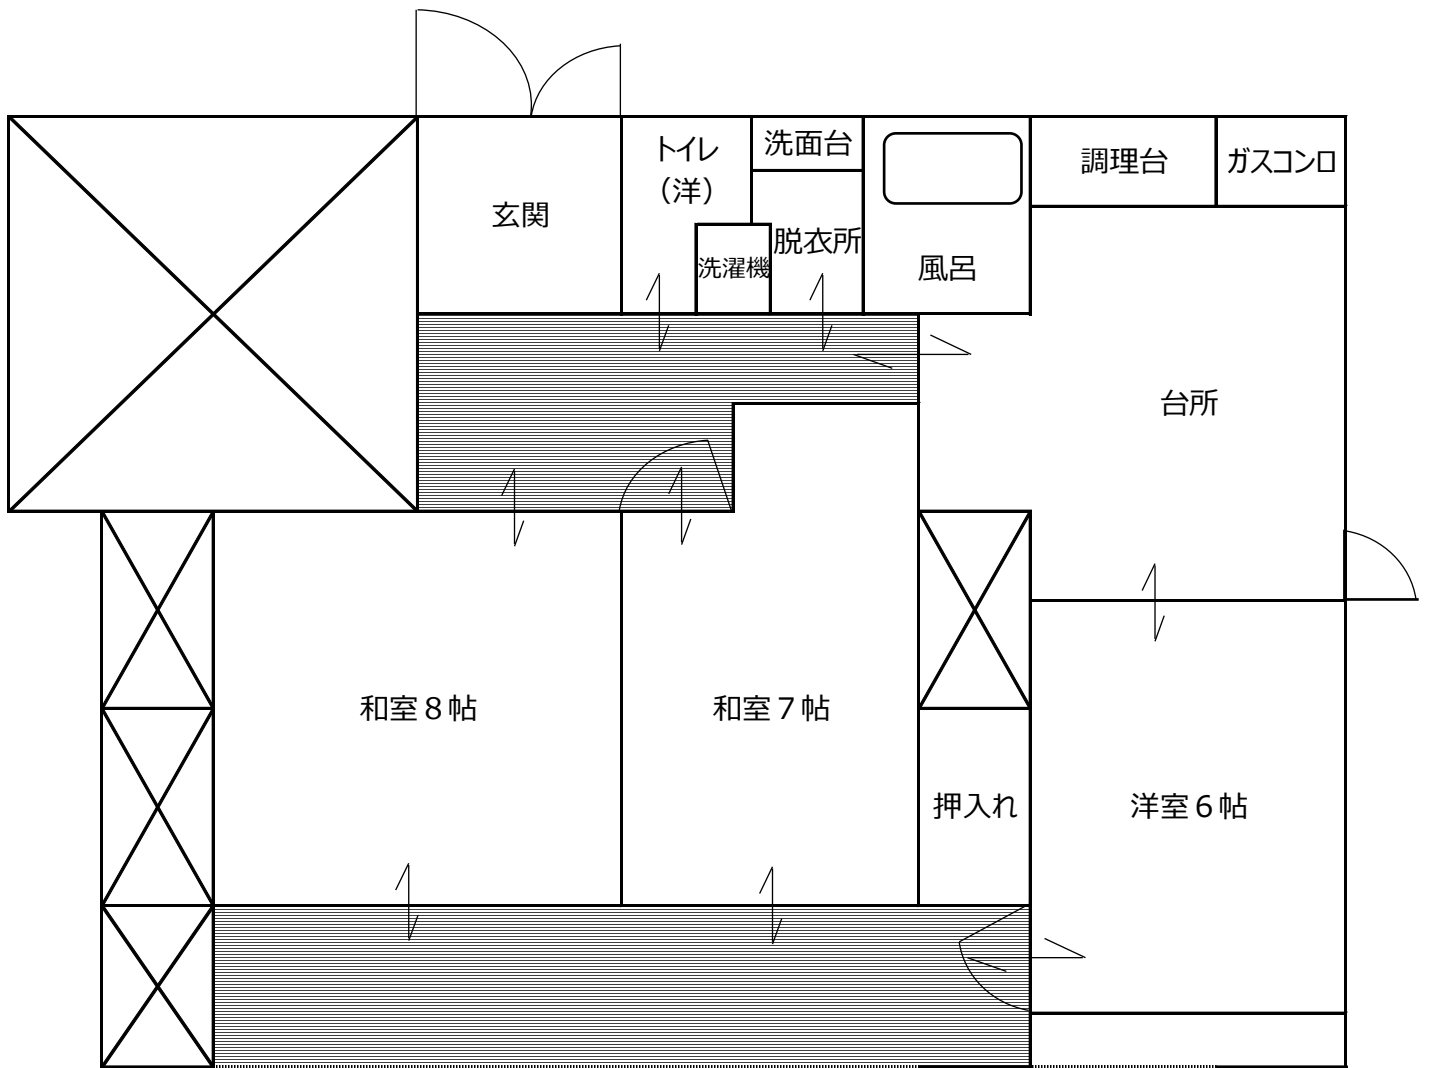 トイレ
（洋）
洗面台
調理台
ガスコンロ
玄関
脱衣所
洗濯機
風呂
台所
和室８帖
和室７帖
押入れ
洋室６帖